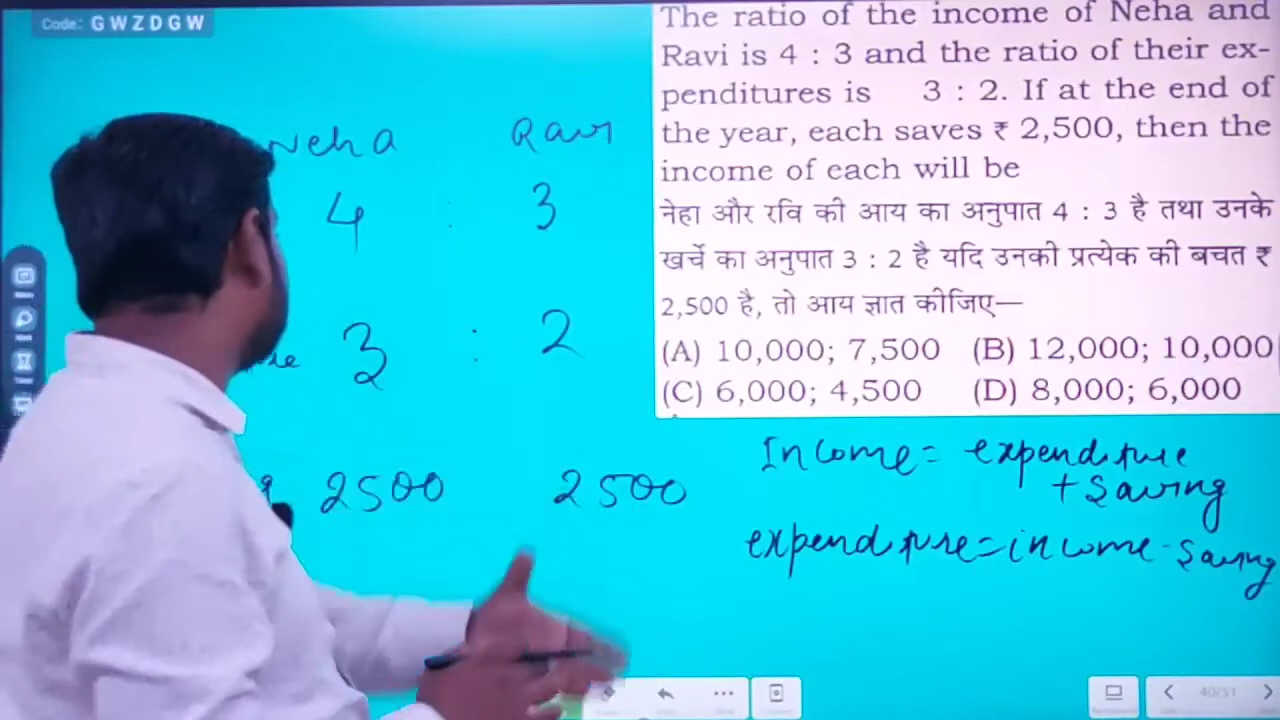 Code: G W Z D G W
The ratio of the income of Neha and
Ravi is 4 : 3 and the ratio of their ex-
penditures is 3 : 2. If at the end of
the year, each saves ₹ 2,500, then the
income of each will be
नेहा और रवि की आय का अनुपात 4 : 3 है तथा उनके
खर्चे का अनुपात 3 : 2 है यदि उनकी प्रत्येक की बचत ₹
2,500 है, तो आय ज्ञात कीजिए—
(A) 10,000; 7,500 (B) 12,000; 10,000
(C) 6,000; 4,500 (D) 8,000; 6,000
Neha Ravi
4 : 3
3 : 2
2500 2500
Income = expenditure
+ Saving
expenditure = income - Saving
40/51